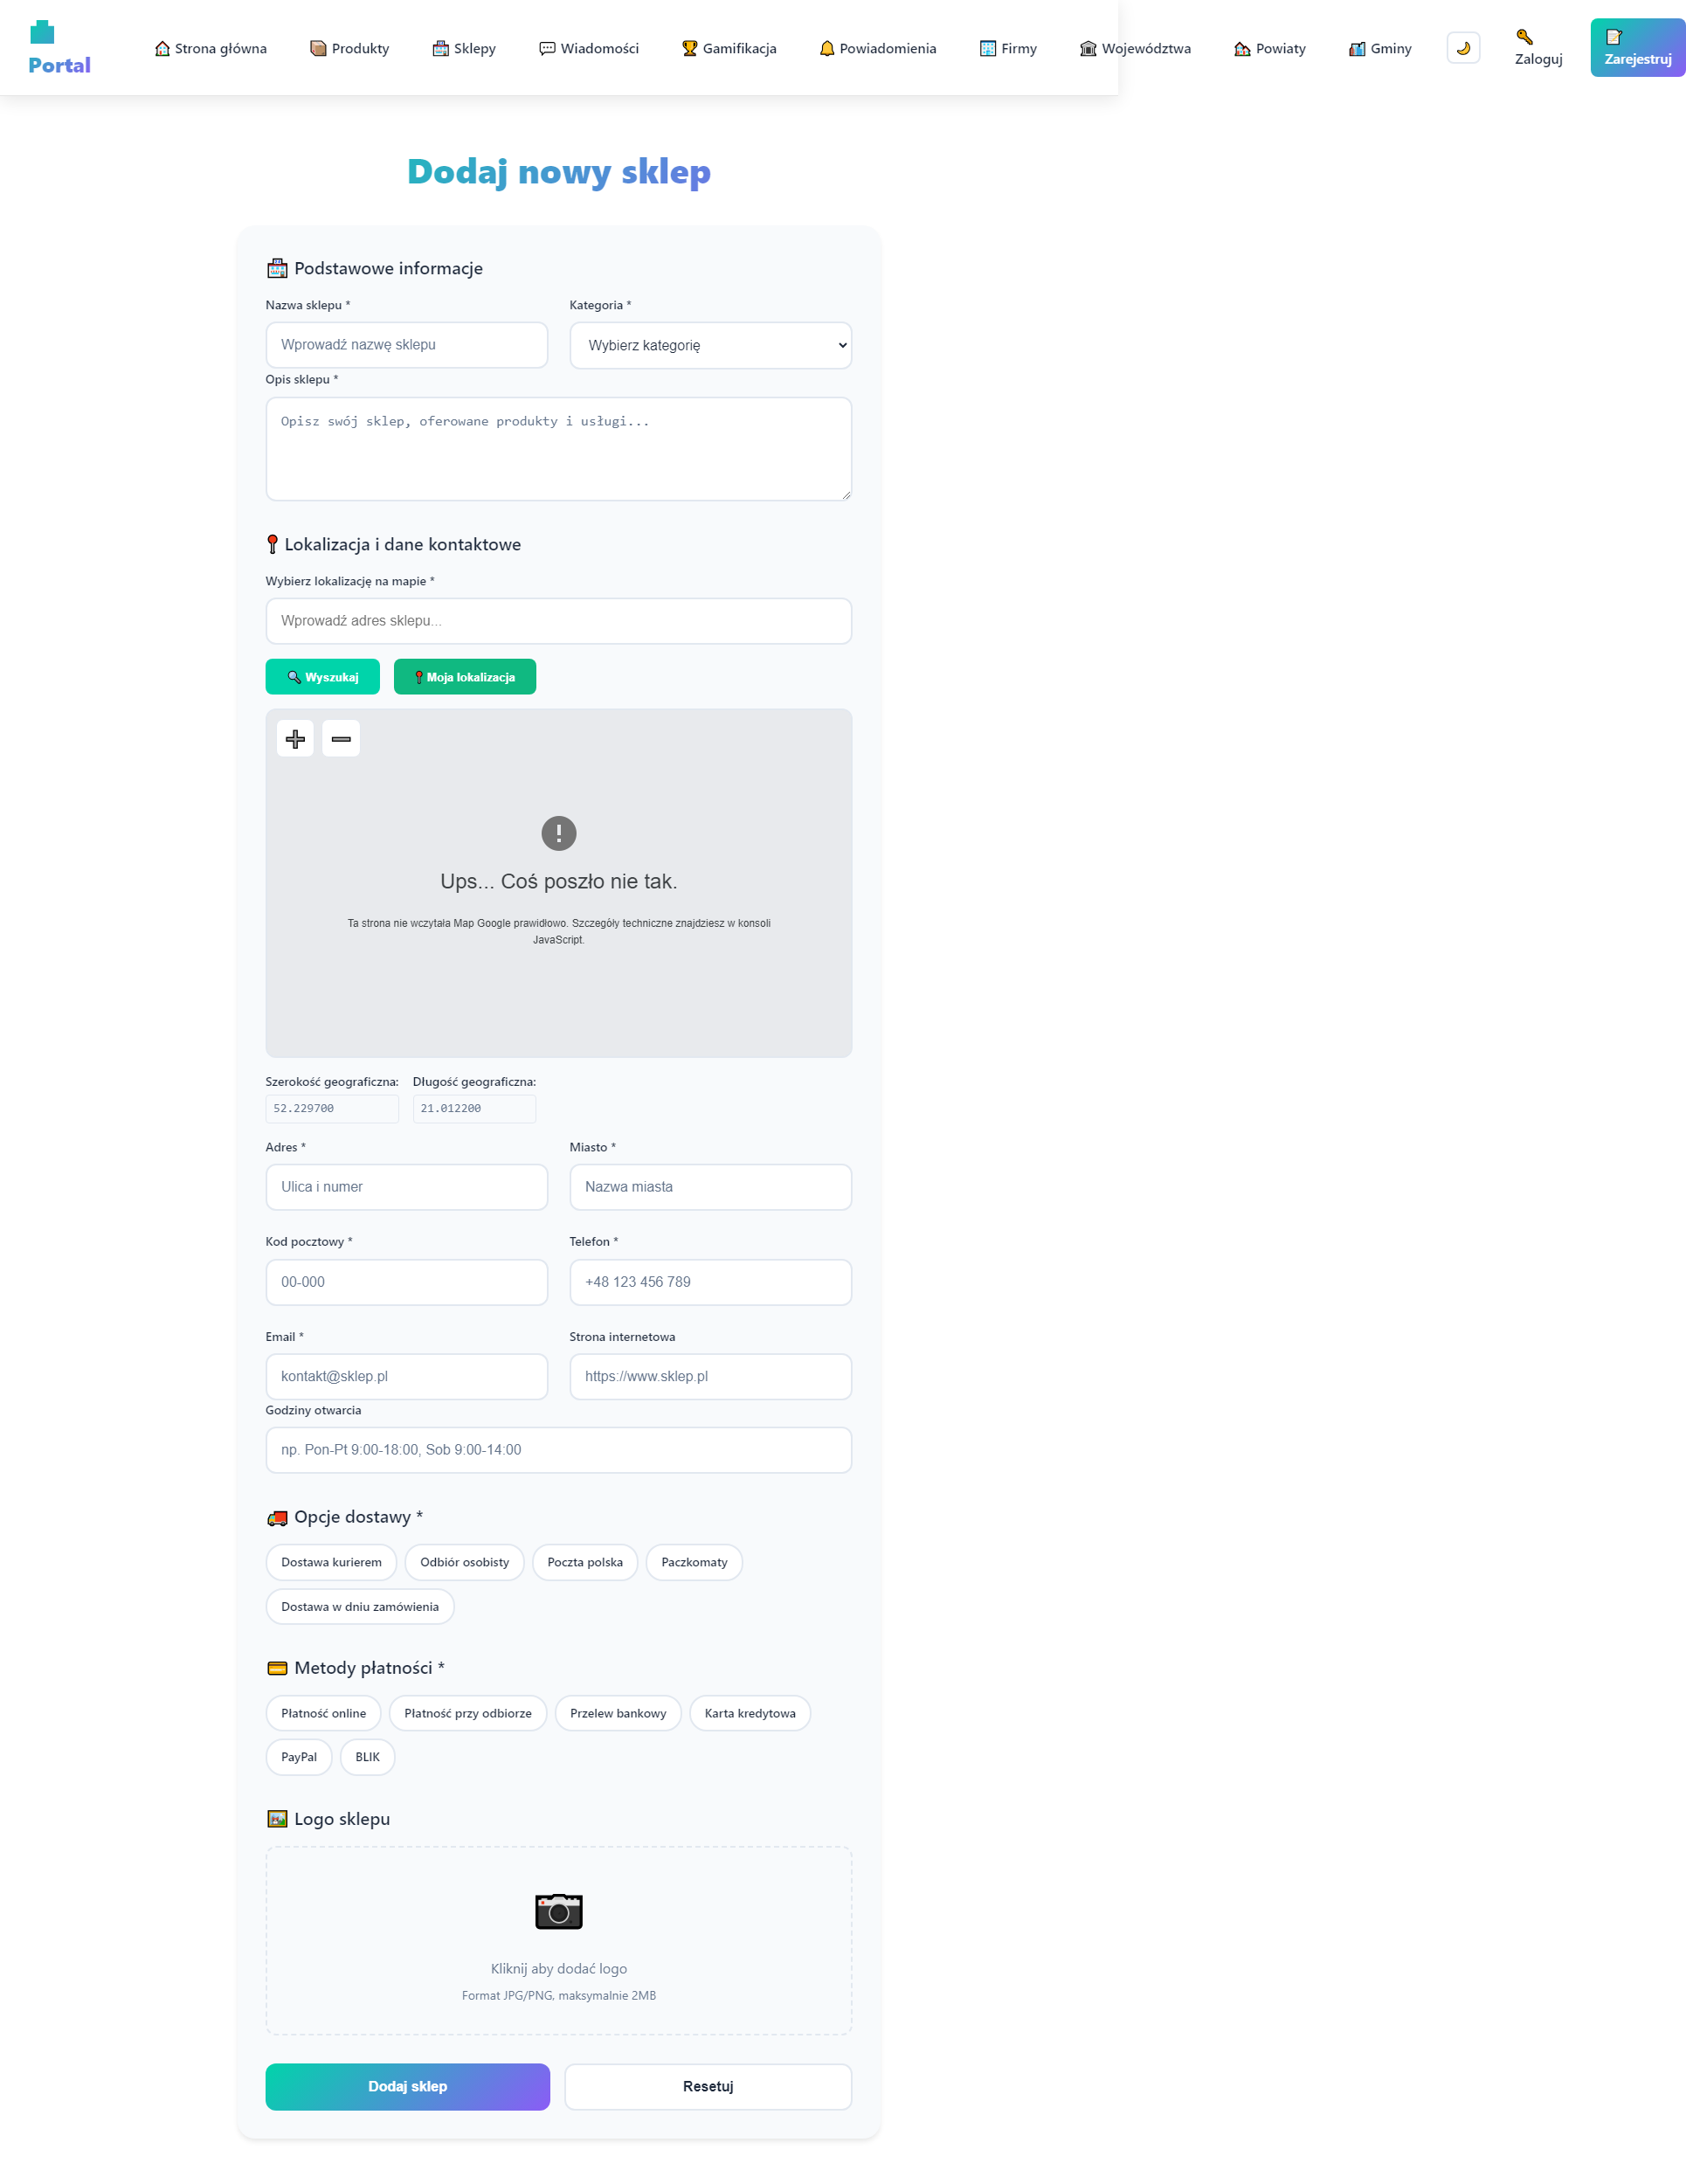 Portal
Strona główna
Produkty
Sklepy
Wiadomości
Gamifikacja
Powiadomienia
Firmy
Województwa
Powiaty
Gminy
Zaloguj
Zarejestruj
Dodaj nowy sklep
Podstawowe informacje
Nazwa sklepu *
Kategoria *
Wprowadź nazwę sklepu
Wybierz kategorię
Opis sklepu *
Opisz swój sklep, oferowane produkty i usługi...
Lokalizacja i dane kontaktowe
Wybierz lokalizację na mapie *
Wprowadź adres sklepu...
Wyszukaj
Moja lokalizacja
Ups... Coś poszło nie tak.
Ta strona nie wczytała Map Google prawidłowo. Szczegóły techniczne znajdziesz w konsoli
JavaScript.
Szerokość geograficzna:
Długość geograficzna:
52.229700
21.012200
Adres *
Miasto *
Ulica i numer
Nazwa miasta
Kod pocztowy *
Telefon *
00-000
+48 123 456 789
Email *
Strona internetowa
kontakt@sklep.pl
https://www.sklep.pl
Godziny otwarcia
np. Pon-Pt 9:00-18:00, Sob 9:00-14:00
Opcje dostawy *
Dostawa kurierem
Odbiór osobisty
Poczta polska
Paczkomaty
Dostawa w dniu zamówienia
Metody płatności *
Płatność online
Płatność przy odbiorze
Przelew bankowy
Karta kredytowa
PayPal
BLIK
Logo sklepu
Kliknij aby dodać logo
Format JPG/PNG, maksymalnie 2MB
Dodaj sklep
Resetuj